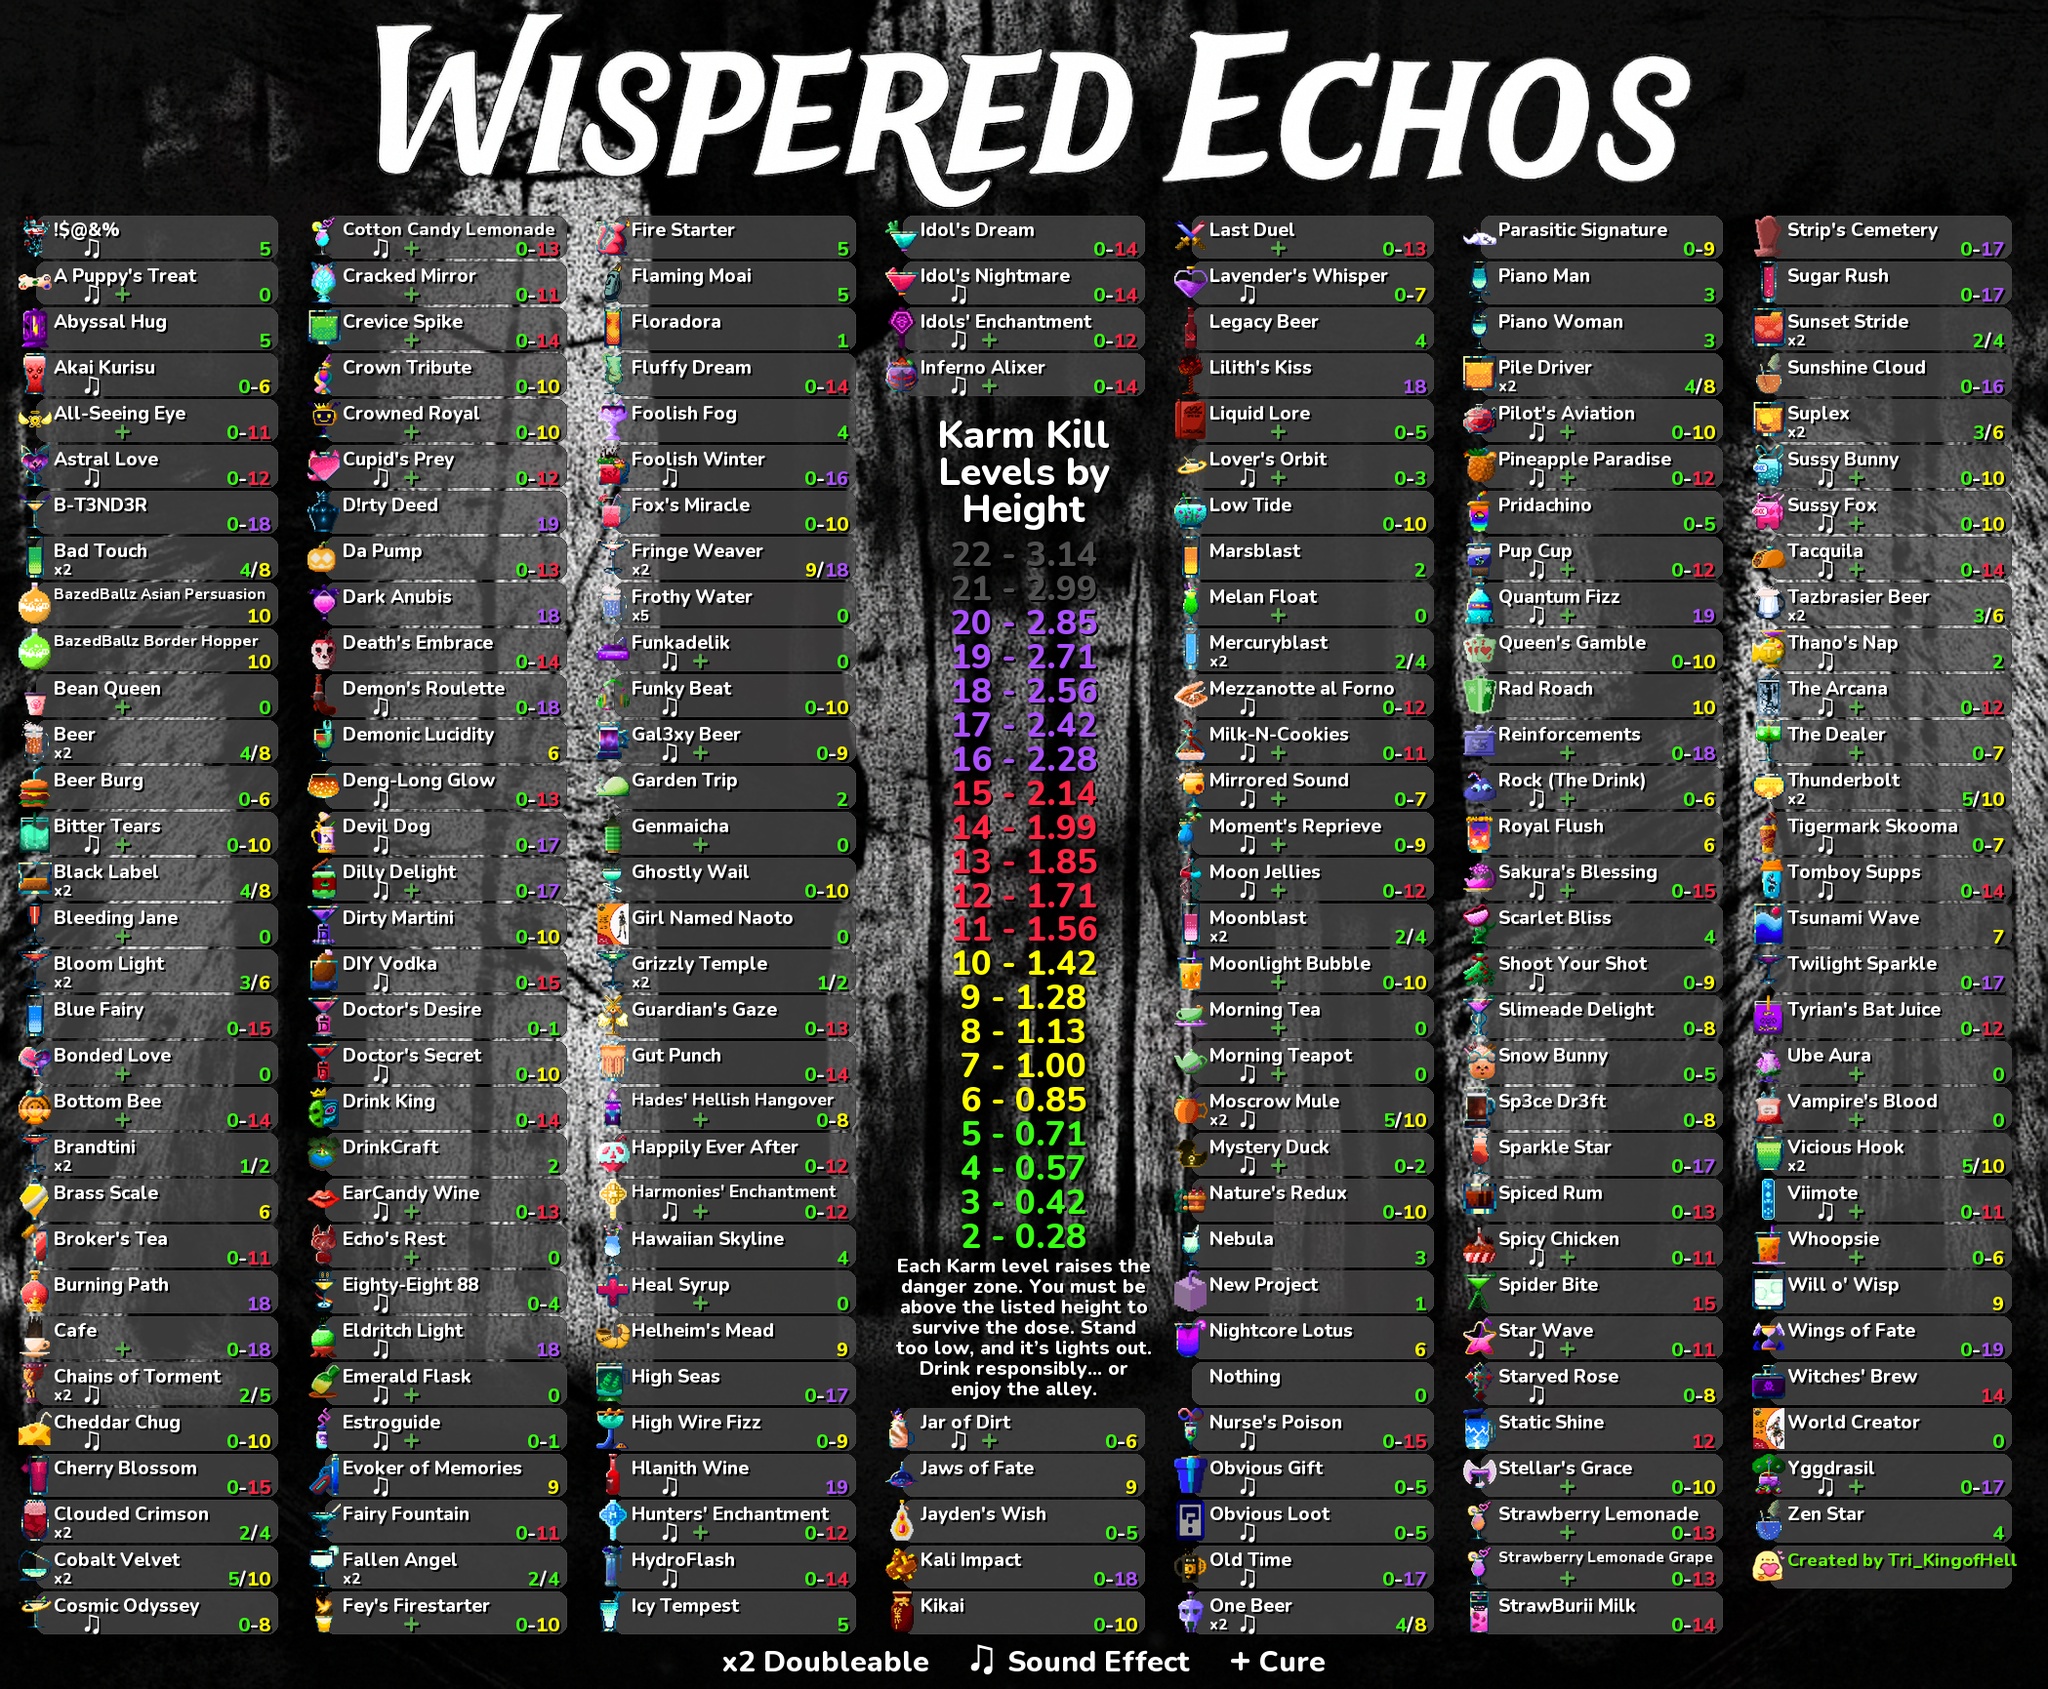 WISPERED ECHOS
!$@&%
♫ 5
A Puppy's Treat
♫ + 0
Abyssal Hug
5
Akai Kurisu
♫ 0-6
All-Seeing Eye
+ 0-11
Astral Love
♫ 0-12
B-T3ND3R
0-18
Bad Touch
x2 4/8
BazedBallz Asian Persuasion
10
BazedBallz Border Hopper
10
Bean Queen
+ 0
Beer
x2 4/8
Beer Burg
0-6
Bitter Tears
♫ + 0-10
Black Label
x2 4/8
Bleeding Jane
+ 0
Bloom Light
x2 3/6
Blue Fairy
0-15
Bonded Love
+ 0
Bottom Bee
+ 0-14
Brandtini
x2 1/2
Brass Scale
6
Broker's Tea
0-11
Burning Path
18
Cafe
+ 0-18
Chains of Torment
x2 ♫ 2/5
Cheddar Chug
♫ 0-10
Cherry Blossom
0-15
Clouded Crimson
x2 2/4
Cobalt Velvet
x2 5/10
Cosmic Odyssey
♫ 0-8
Cotton Candy Lemonade
♫ + 0-13
Cracked Mirror
+ 0-11
Crevice Spike
+ 0-14
Crown Tribute
0-10
Crowned Royal
+ 0-10
Cupid's Prey
♫ + 0-12
D!rty Deed
19
Da Pump
0-13
Dark Anubis
18
Death's Embrace
0-14
Demon's Roulette
♫ 0-18
Demonic Lucidity
6
Deng-Long Glow
♫ 0-13
Devil Dog
♫ 0-17
Dilly Delight
♫ + 0-17
Dirty Martini
0-10
DIY Vodka
♫ 0-15
Doctor's Desire
0-1
Doctor's Secret
♫ 0-10
Drink King
0-14
DrinkCraft
2
EarCandy Wine
♫ + 0-13
Echo's Rest
+ 0
Eighty-Eight 88
♫ 0-4
Eldritch Light
♫ 18
Emerald Flask
♫ + 0
Estroguide
♫ + 0-1
Evoker of Memories
♫ 9
Fairy Fountain
0-11
Fallen Angel
x2 2/4
Fey's Firestarter
+ 0-10
Fire Starter
5
Flaming Moai
5
Floradora
1
Fluffy Dream
0-14
Foolish Fog
4
Foolish Winter
♫ 0-16
Fox's Miracle
0-10
Fringe Weaver
x2 9/18
Frothy Water
x5 0
Funkadelik
♫ + 0
Funky Beat
♫ 0-10
Gal3xy Beer
♫ + 0-9
Garden Trip
2
Genmaicha
+ 0
Ghostly Wail
0-10
Girl Named Naoto
0
Grizzly Temple
x2 1/2
Guardian's Gaze
0-13
Gut Punch
0-14
Hades' Hellish Hangover
+ 0-8
Happily Ever After
0-12
Harmonies' Enchantment
♫ + 0-12
Hawaiian Skyline
4
Heal Syrup
+ 0
Helheim's Mead
9
High Seas
0-17
High Wire Fizz
0-9
Hlanith Wine
♫ 19
Hunters' Enchantment
♫ + 0-12
HydroFlash
♫ 0-14
Icy Tempest
5
Idol's Dream
0-14
Idol's Nightmare
♫ 0-14
Idols' Enchantment
♫ + 0-12
Inferno Alixer
♫ + 0-14
Karm Kill
Levels by
Height
22 - 3.14
21 - 2.99
20 - 2.85
19 - 2.71
18 - 2.56
17 - 2.42
16 - 2.28
15 - 2.14
14 - 1.99
13 - 1.85
12 - 1.71
11 - 1.56
10 - 1.42
9 - 1.28
8 - 1.13
7 - 1.00
6 - 0.85
5 - 0.71
4 - 0.57
3 - 0.42
2 - 0.28
Each Karm level raises the
danger zone. You must be
above the listed height to
survive the dose. Stand
too low, and it's lights out.
Drink responsibly... or
enjoy the alley.
Jar of Dirt
♫ + 0-6
Jaws of Fate
9
Jayden's Wish
0-5
Kali Impact
0-18
Kikai
0-10
Last Duel
+ 0-13
Lavender's Whisper
♫ 0-7
Legacy Beer
4
Lilith's Kiss
18
Liquid Lore
+ 0-5
Lover's Orbit
♫ + 0-3
Low Tide
0-10
Marsblast
2
Melan Float
+ 0
Mercuryblast
x2 2/4
Mezzanotte al Forno
♫ 0-12
Milk-N-Cookies
♫ + 0-11
Mirrored Sound
♫ + 0-7
Moment's Reprieve
♫ + 0-9
Moon Jellies
♫ + 0-12
Moonblast
x2 2/4
Moonlight Bubble
+ 0-10
Morning Tea
+ 0
Morning Teapot
♫ + 0
Moscrow Mule
x2 ♫ 5/10
Mystery Duck
♫ + 0-2
Nature's Redux
0-10
Nebula
3
New Project
1
Nightcore Lotus
6
Nothing
0
Nurse's Poison
♫ 0-15
Obvious Gift
♫ 0-5
Obvious Loot
♫ 0-5
Old Time
♫ 0-17
One Beer
x2 ♫ 4/8
Parasitic Signature
0-9
Piano Man
3
Piano Woman
3
Pile Driver
x2 4/8
Pilot's Aviation
♫ + 0-10
Pineapple Paradise
♫ + 0-12
Pridachino
0-5
Pup Cup
♫ + 0-12
Quantum Fizz
♫ + 19
Queen's Gamble
0-10
Rad Roach
10
Reinforcements
+ 0-18
Rock (The Drink)
♫ + 0-6
Royal Flush
6
Sakura's Blessing
♫ + 0-15
Scarlet Bliss
4
Shoot Your Shot
♫ 0-9
Slimeade Delight
0-8
Snow Bunny
0-5
Sp3ce Dr3ft
0-8
Sparkle Star
0-17
Spiced Rum
0-13
Spicy Chicken
♫ + 0-11
Spider Bite
15
Star Wave
♫ + 0-11
Starved Rose
♫ 0-8
Static Shine
12
Stellar's Grace
+ 0-10
Strawberry Lemonade
+ 0-13
Strawberry Lemonade Grape
+ 0-13
StrawBurii Milk
0-14
Strip's Cemetery
0-17
Sugar Rush
0-17
Sunset Stride
x2 2/4
Sunshine Cloud
0-16
Suplex
x2 3/6
Sussy Bunny
♫ 0-10
Sussy Fox
♫ + 0-10
Tacquila
♫ + 0-14
Tazbrasier Beer
x2 3/6
Thano's Nap
♫ 2
The Arcana
♫ + 0-12
The Dealer
+ 0-7
Thunderbolt
x2 5/10
Tigermark Skooma
♫ 0-7
Tomboy Supps
♫ 0-14
Tsunami Wave
7
Twilight Sparkle
0-17
Tyrian's Bat Juice
0-12
Ube Aura
+ 0
Vampire's Blood
+ 0
Vicious Hook
x2 5/10
Viimote
♫ + 0-11
Whoopsie
+ 0-6
Will o' Wisp
9
Wings of Fate
0-19
Witches' Brew
14
World Creator
0
Yggdrasil
♫ + 0-17
Zen Star
4
Created by Tri_KingofHell
x2 Doubleable ♫ Sound Effect + Cure